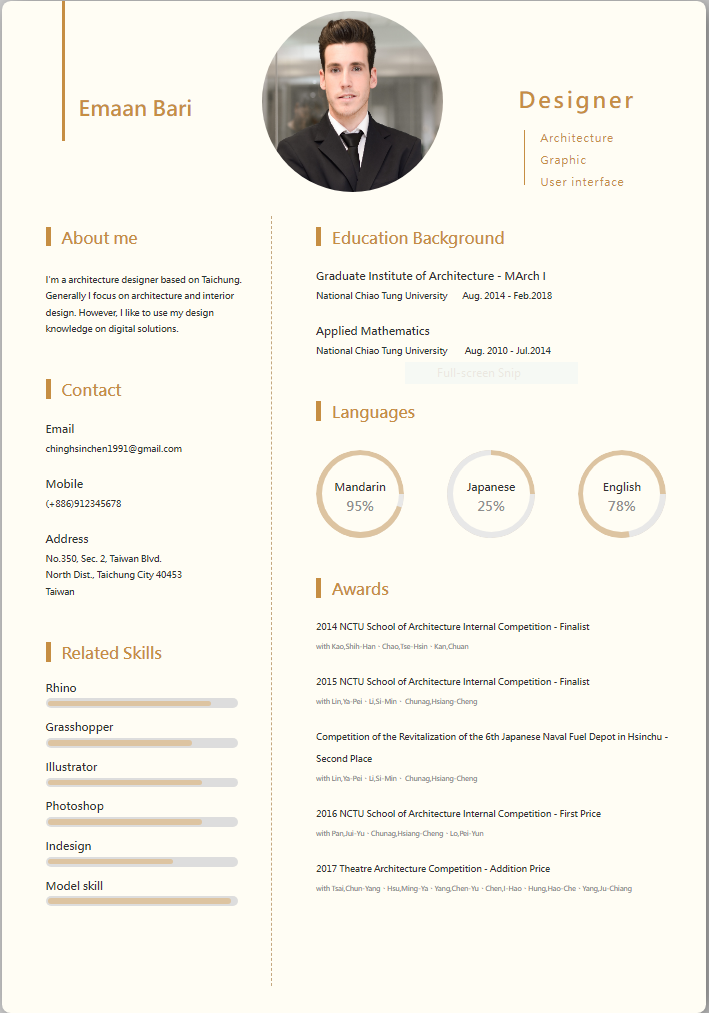 Emaan Bari
Designer
Architecture
Graphic
User interface
About me
I'm a architecture designer based on Taichung.
Generally I focus on architecture and interior
design. However, I like to use my design
knowledge on digital solutions.
Contact
Email
chinghsinchen1991@gmail.com
Mobile
(+886)912345678
Address
No.350, Sec. 2, Taiwan Blvd.
North Dist., Taichung City 40453
Taiwan
Related Skills
Rhino
Grasshopper
Illustrator
Photoshop
Indesign
Model skill
Education Background
Graduate Institute of Architecture - MArch I
National Chiao Tung University Aug. 2014 - Feb.2018
Applied Mathematics
National Chiao Tung University Aug. 2010 - Jul.2014
Full-screen Snip
Languages
Mandarin
95%
Japanese
25%
English
78%
Awards
2014 NCTU School of Architecture Internal Competition - Finalist
with Kao,Shih-Han · Chao,Tse-Hsin · Kan,Chuan
2015 NCTU School of Architecture Internal Competition - Finalist
with Lin,Ya-Pei · Li,Si-Min · Chunag,Hsiang-Cheng
Competition of the Revitalization of the 6th Japanese Naval Fuel Depot in Hsinchu -
Second Place
with Lin,Ya-Pei · Li,Si-Min · Chunag,Hsiang-Cheng
2016 NCTU School of Architecture Internal Competition - First Price
with Pan,Jui-Yu · Chunag,Hsiang-Cheng · Lo,Pei-Yun
2017 Theatre Architecture Competition - Addition Price
with Tsai,Chun-Yang · Hsu,Ming-Ya · Yang,Chen-Yu · Chen,I-Hao · Hung,Hao-Che · Yang,Ju-Chiang